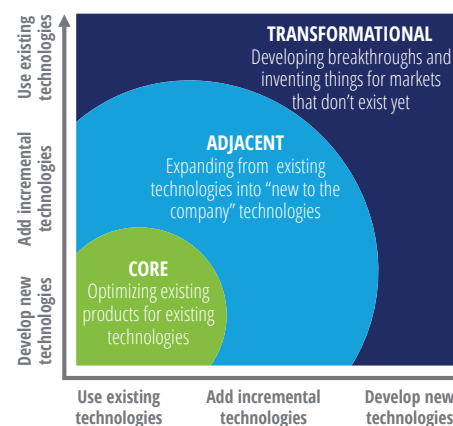 TRANSFORMATIONAL
Developing breakthroughs and
inventing things for markets
that don’t exist yet
ADJACENT
Expanding from existing
technologies into “new to the
company” technologies
CORE
Optimizing existing
products for existing
technologies
Use existing
technologies
Add incremental
technologies
Develop new
technologies
Use existing
technologies
Add incremental
technologies
Develop new
technologies